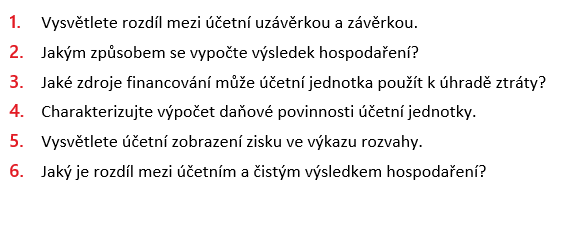 1. Vysvětlete rozdíl mezi účetní uzávěrkou a závěrkou.
2. Jakým způsobem se vypočte výsledek hospodaření?
3. Jaké zdroje financování může účetní jednotka použít k úhradě ztráty?
4. Charakterizujte výpočet daňové povinnosti účetní jednotky.
5. Vysvětlete účetní zobrazení zisku ve výkazu rozvahy.
6. Jaký je rozdíl mezi účetním a čistým výsledkem hospodaření?